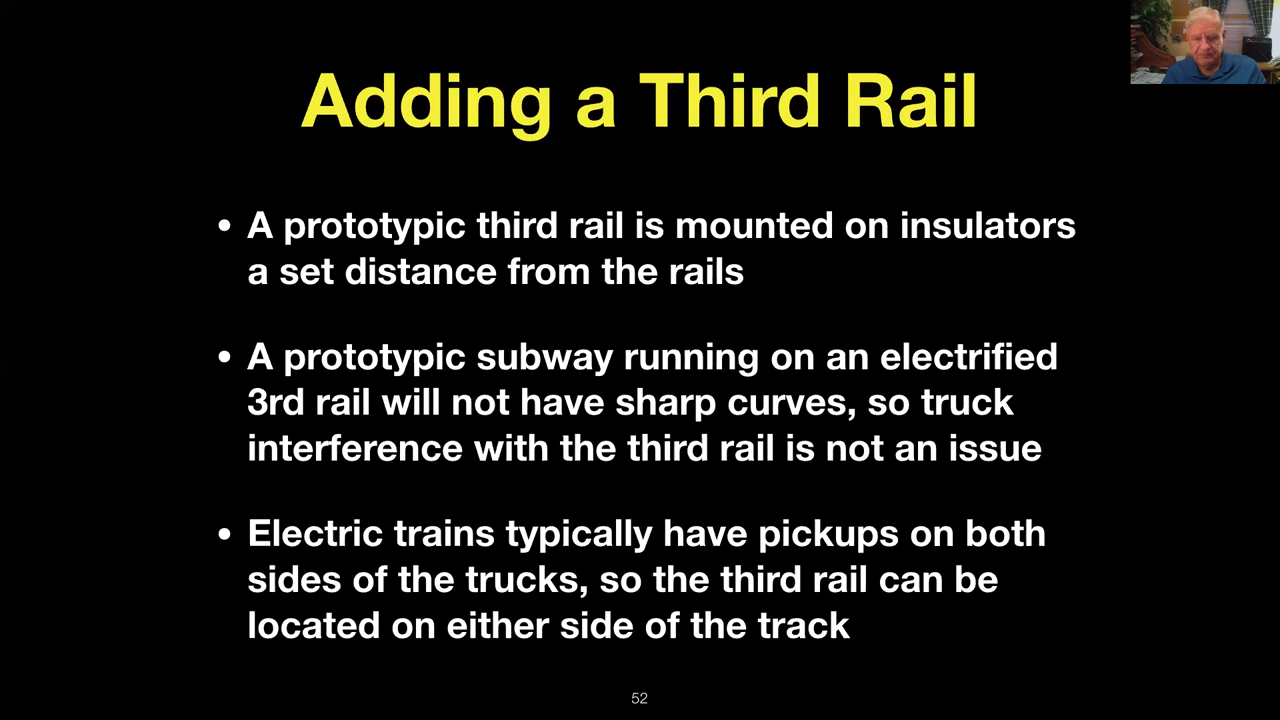 Adding a Third Rail
• A prototypic third rail is mounted on insulators
a set distance from the rails
• A prototypic subway running on an electrified
3rd rail will not have sharp curves, so truck
interference with the third rail is not an issue
• Electric trains typically have pickups on both
sides of the trucks, so the third rail can be
located on either side of the track
52